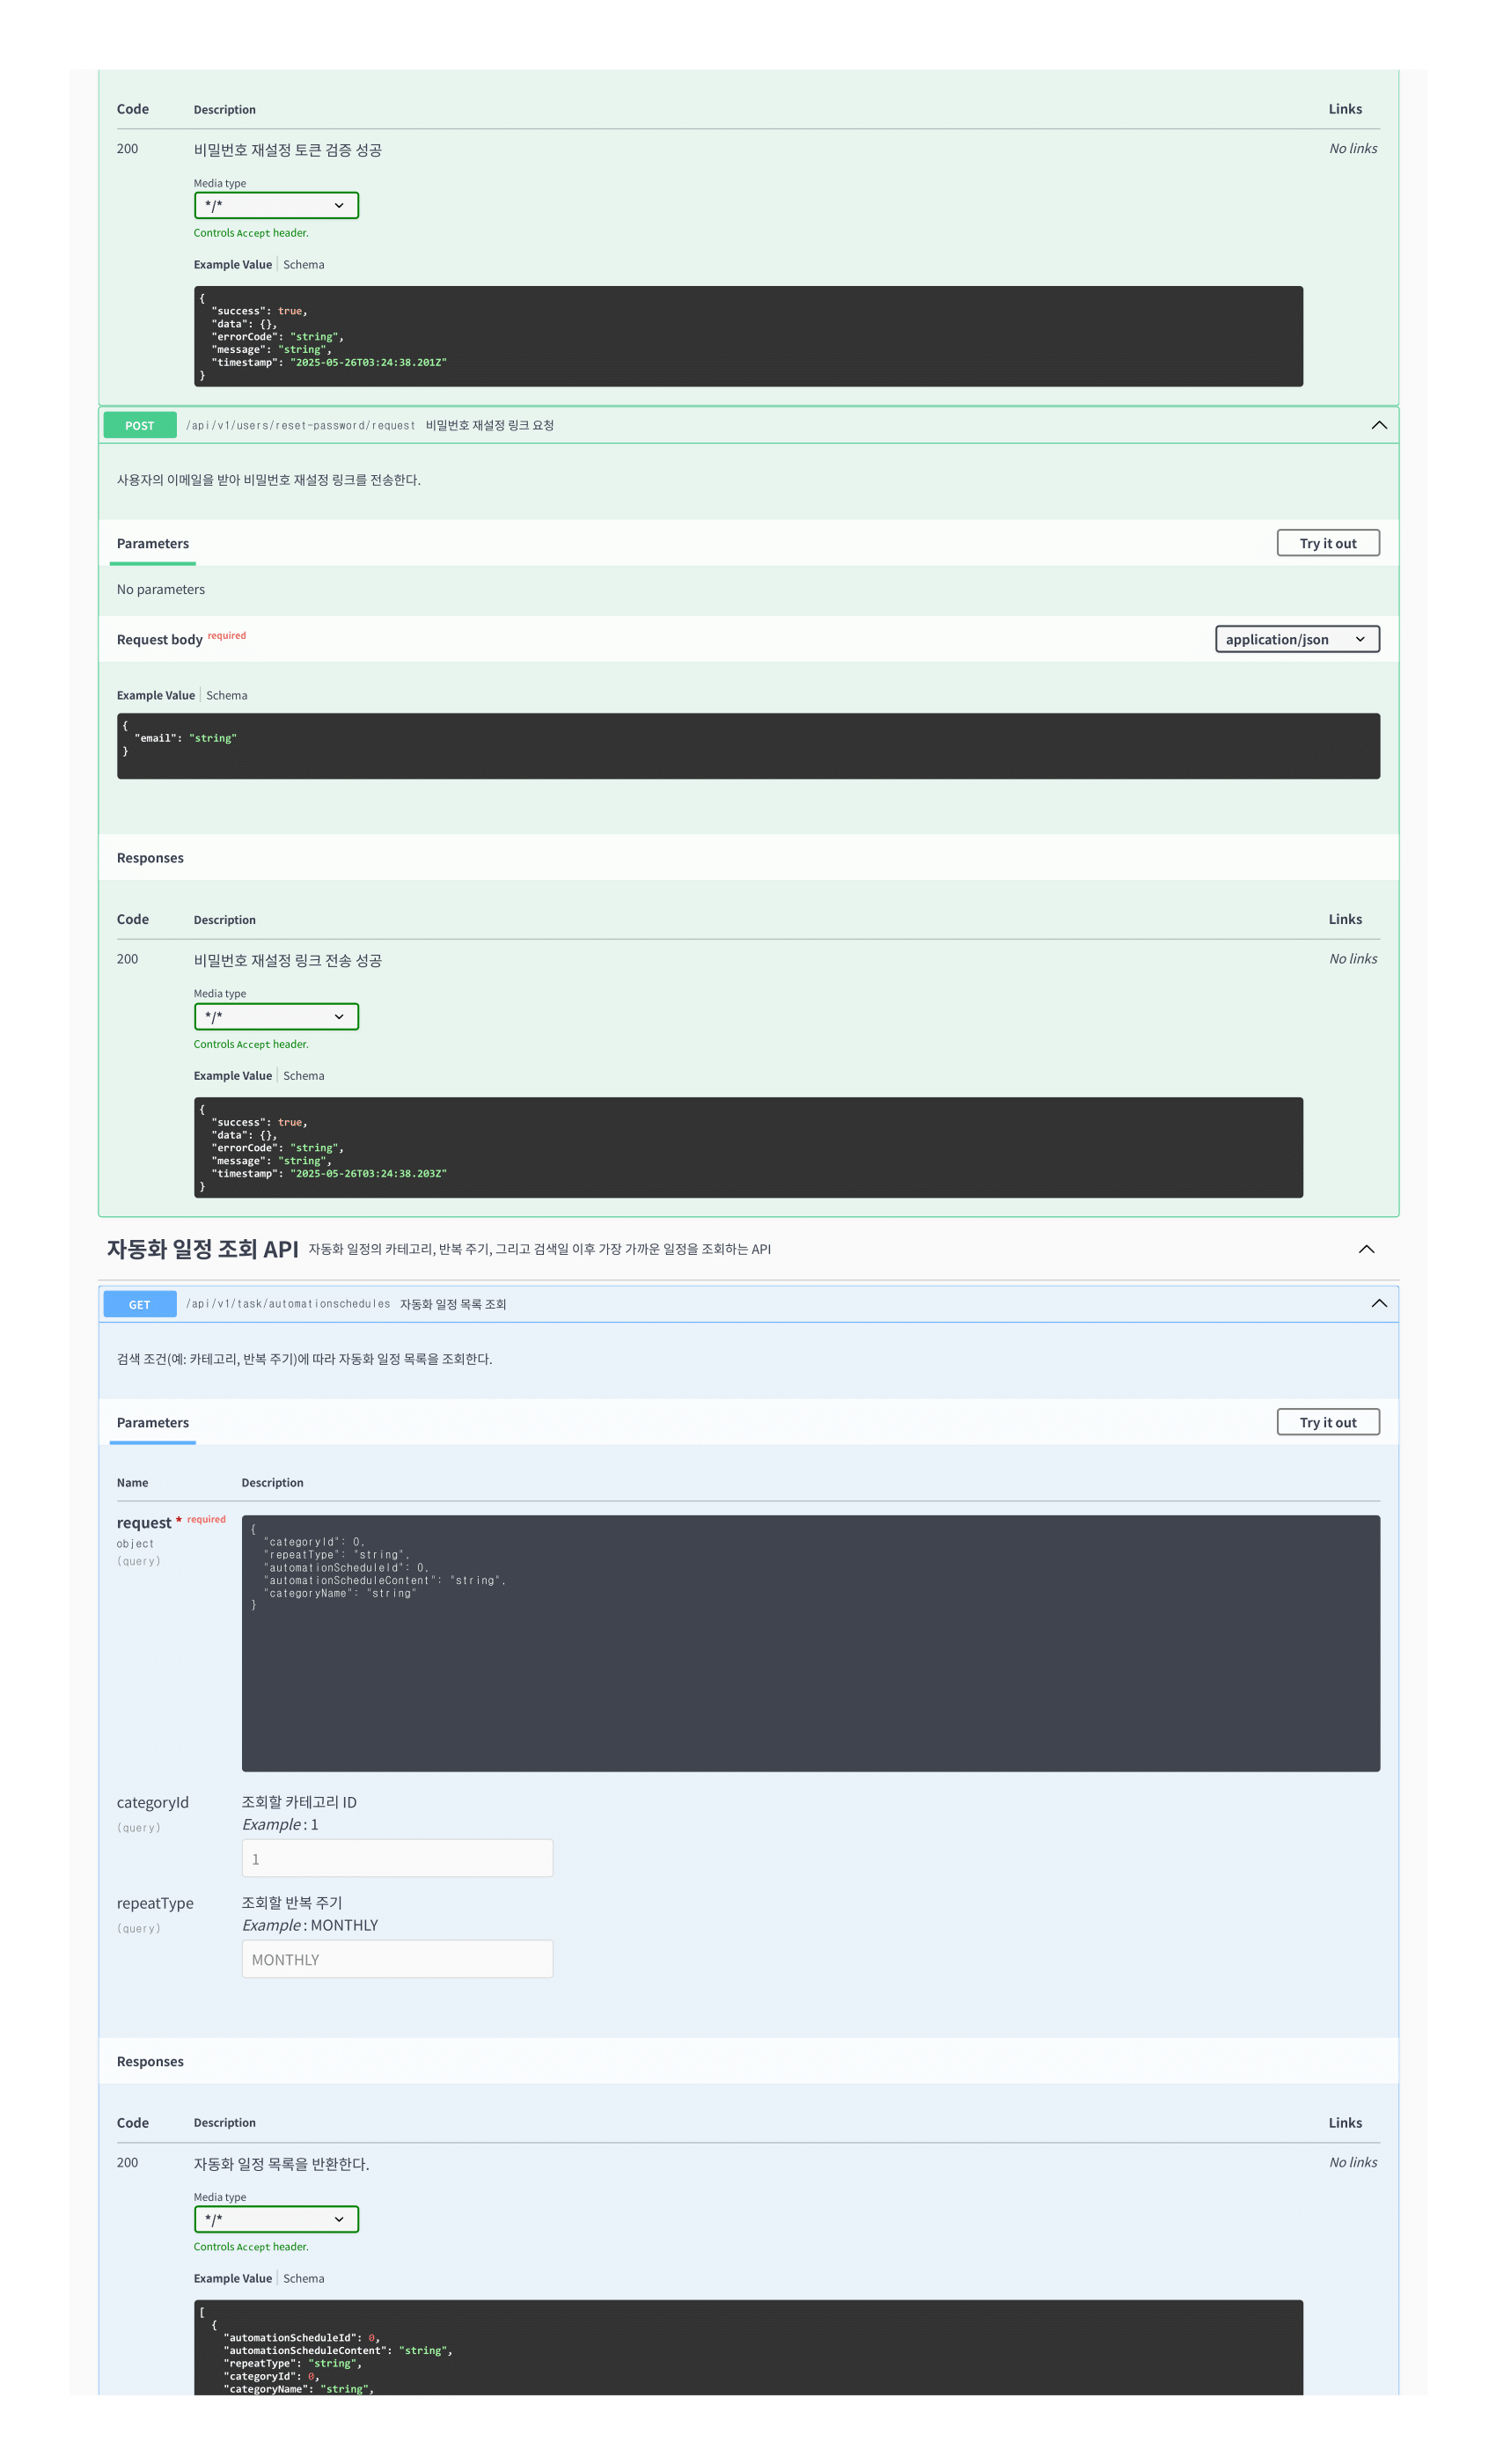 Code Description Links
200 비밀번호 재설정 토큰 검증 성공 No links
Media type
*/*
Controls Accept header.
Example Value Schema
{
"success": true,
"data": {},
"errorCode": "string",
"message": "string",
"timestamp": "2025-05-26T03:24:38.201Z"
}
POST /api/v1/users/reset-password/request 비밀번호 재설정 링크 요청
사용자의 이메일을 받아 비밀번호 재설정 링크를 전송한다.
Parameters Try it out
No parameters
Request body required application/json
Example Value Schema
{
"email": "string"
}
Responses
Code Description Links
200 비밀번호 재설정 링크 전송 성공 No links
Media type
*/*
Controls Accept header.
Example Value Schema
{
"success": true,
"data": {},
"errorCode": "string",
"message": "string",
"timestamp": "2025-05-26T03:24:38.203Z"
}
자동화 일정 조회 API 자동화 일정의 카테고리, 반복 주기, 그리고 검색일 이후 가장 가까운 일정을 조회하는 API
GET /api/v1/task/automationschedules 자동화 일정 목록 조회
검색 조건(예: 카테고리, 반복 주기)에 따라 자동화 일정 목록을 조회한다.
Parameters Try it out
Name Description
request * required
object
(query)
{
"categoryId": 0,
"repeatType": "string",
"automationScheduleId": 0,
"automationScheduleContent": "string",
"categoryName": "string"
}
categoryId 조회할 카테고리 ID
(query) Example : 1
1
repeatType 조회할 반복 주기
(query) Example : MONTHLY
MONTHLY
Responses
Code Description Links
200 자동화 일정 목록을 반환한다. No links
Media type
*/*
Controls Accept header.
Example Value Schema
[
{
"automationScheduleId": 0,
"automationScheduleContent": "string",
"repeatType": "string",
"categoryId": 0,
"categoryName": "string",